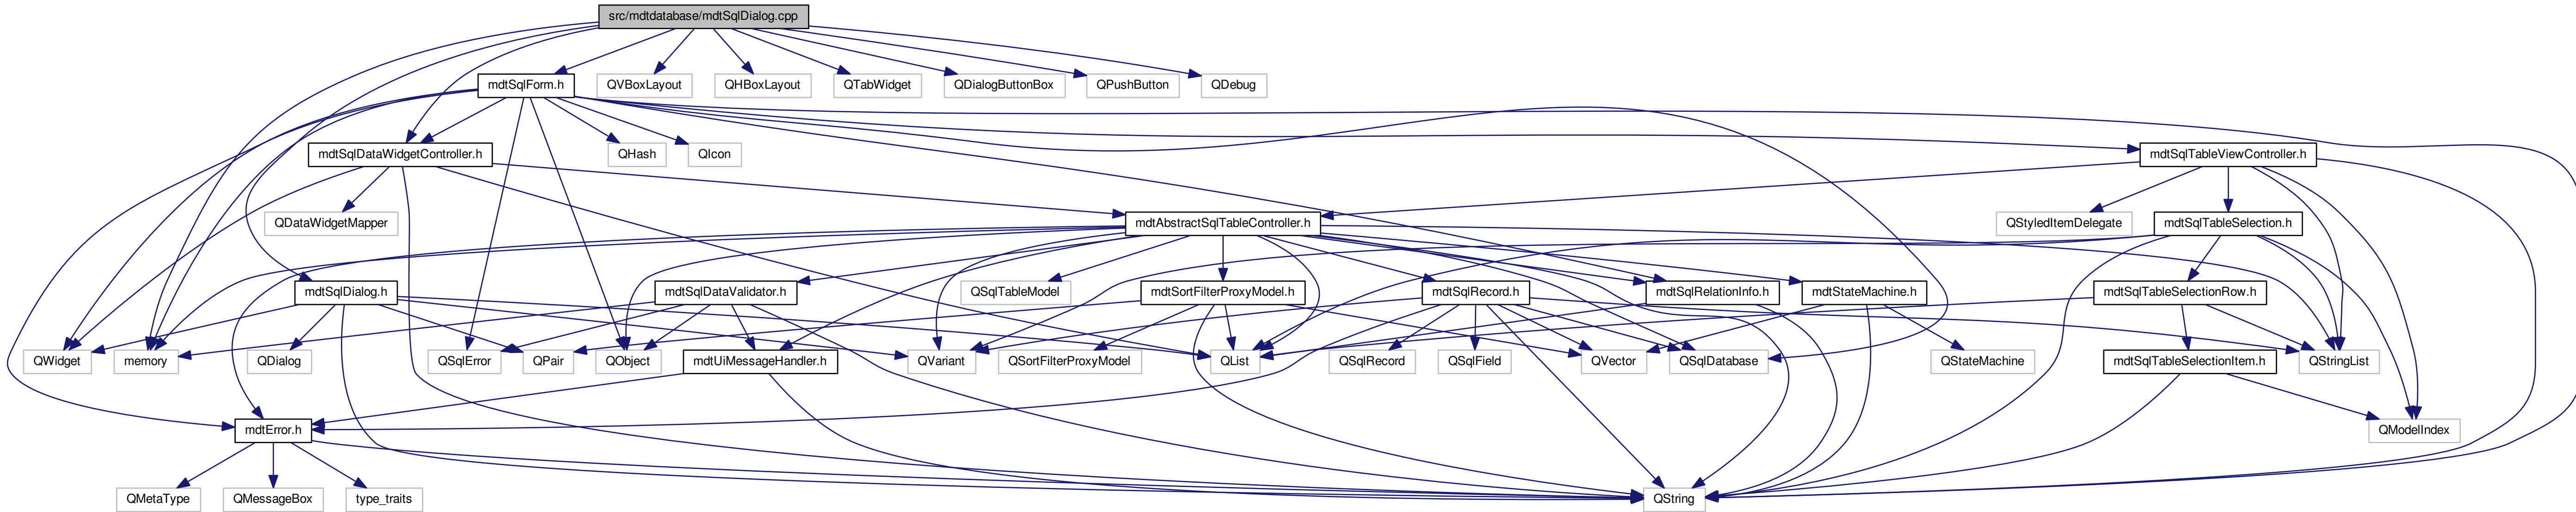 src/mdtdatabase/mdtSqlDialog.cpp
mdtSqlForm.h
QVBoxLayout
QHBoxLayout
QTabWidget
QDialogButtonBox
QPushButton
QDebug
mdtSqlDataWidgetController.h
QHash
QIcon
mdtSqlTableViewController.h
QDataWidgetMapper
mdtAbstractSqlTableController.h
QStyledItemDelegate
mdtSqlTableSelection.h
mdtSqlDialog.h
mdtSqlDataValidator.h
QSqlTableModel
mdtSortFilterProxyModel.h
mdtSqlRecord.h
mdtSqlRelationInfo.h
mdtStateMachine.h
mdtSqlTableSelectionRow.h
QWidget
memory
QDialog
QSqlError
QPair
QObject
mdtUiMessageHandler.h
QVariant
QSortFilterProxyModel
QList
QSqlRecord
QSqlField
QVector
QSqlDatabase
QStateMachine
mdtSqlTableSelectionItem.h
QStringList
mdtError.h
QModelIndex
QMetaType
QMessageBox
type_traits
QString